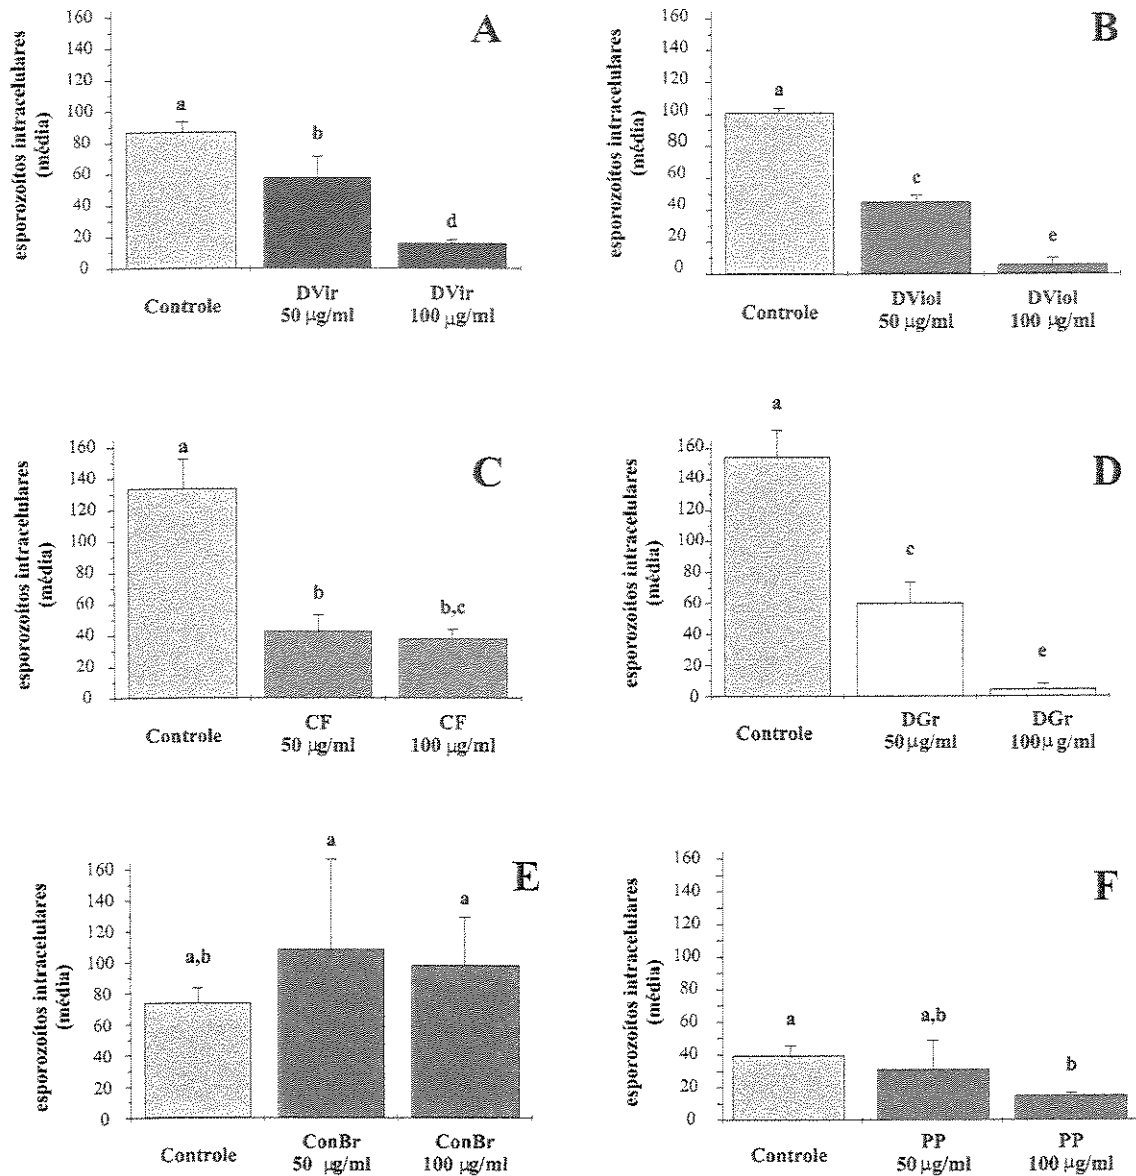 A
esporozoítos intracelulares
(média)
160
140
120
100
80
60
40
20
0
a
b
d
Controle
DVir
50 µg/ml
DVir
100 µg/ml
B
esporozoítos intracelulares
(média)
160
140
120
100
80
60
40
20
0
a
c
e
Controle
DViol
50 µg/ml
DViol
100 µg/ml
C
esporozoítos intracelulares
(média)
160
140
120
100
80
60
40
20
0
a
b
b,c
Controle
CF
50 µg/ml
CF
100 µg/ml
D
esporozoítos intracelulares
(média)
160
140
120
100
80
60
40
20
0
a
c
e
Controle
DGr
50 µg/ml
DGr
100 µg/ml
E
esporozoítos intracelulares
(média)
160
140
120
100
80
60
40
20
0
a,b
a
a
Controle
ConBr
50 µg/ml
ConBr
100 µg/ml
F
esporozoítos intracelulares
(média)
160
140
120
100
80
60
40
20
0
a
a,b
b
Controle
PP
50 µg/ml
PP
100 µg/ml